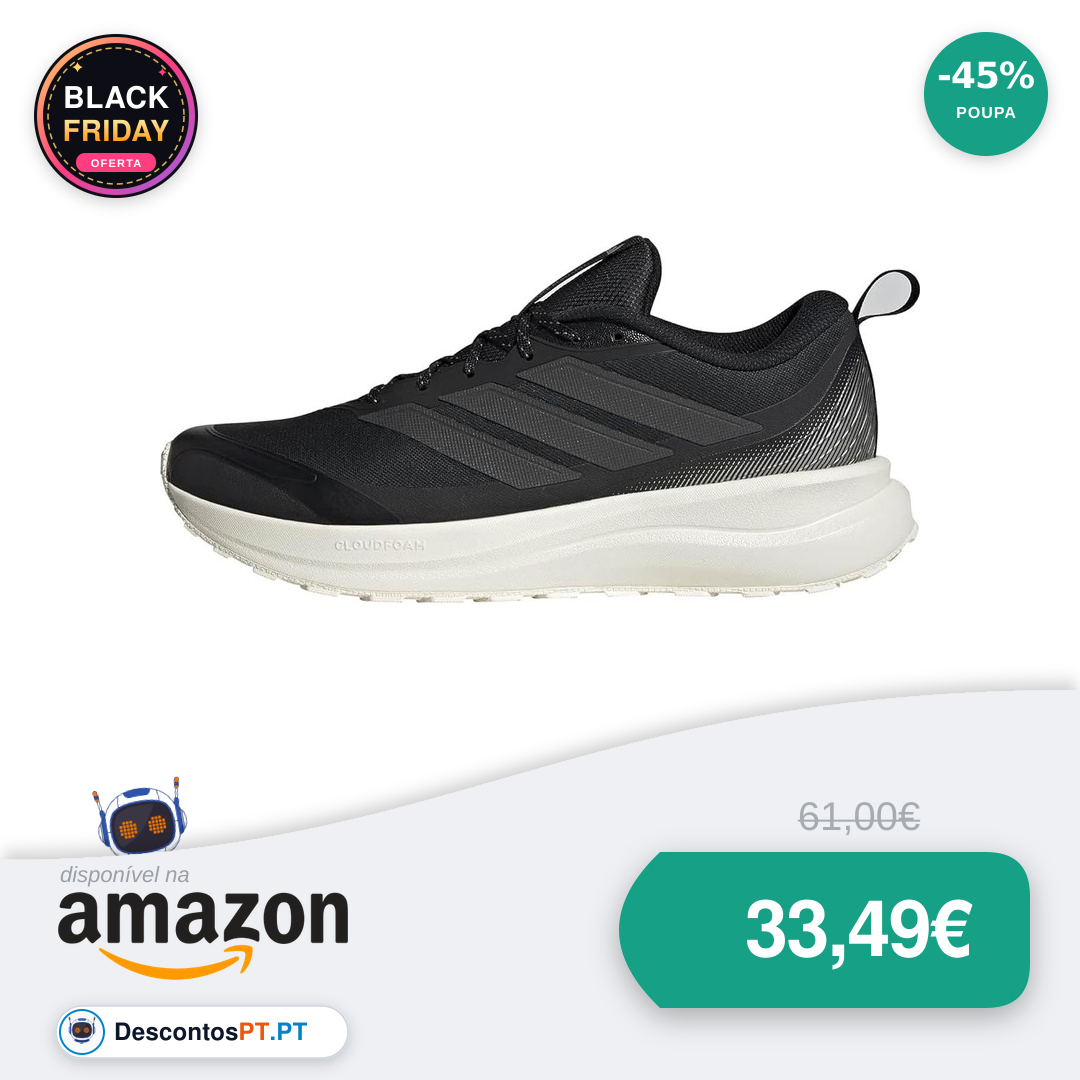 BLACK
FRIDAY
OFERTA
-45%
POUPA
CLOUDFOAM
61,00€
disponível na
amazon
33,49€
DescontosPT.PT